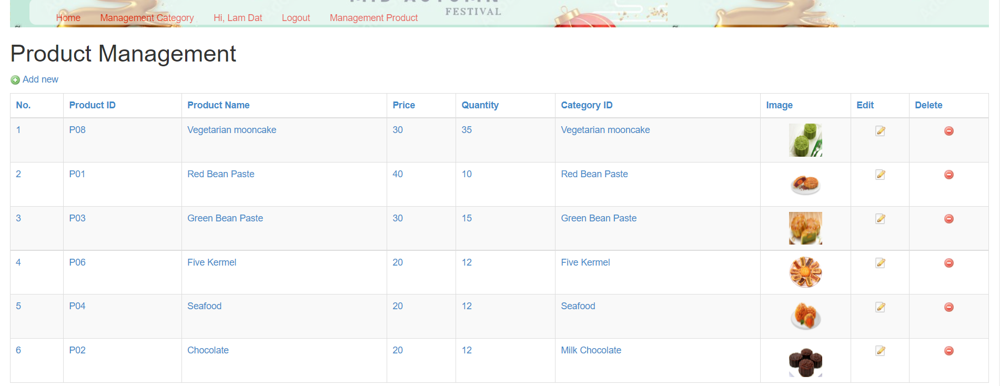 MID AUTUMN
FESTIVAL
Home Management Category Hi, Lam Dat Logout Management Product
Product Management
Add new
No. Product ID Product Name Price Quantity Category ID Image Edit Delete
1 P08 Vegetarian mooncake 30 35 Vegetarian mooncake
2 P01 Red Bean Paste 40 10 Red Bean Paste
3 P03 Green Bean Paste 30 15 Green Bean Paste
4 P06 Five Kermel 20 12 Five Kermel
5 P04 Seafood 20 12 Seafood
6 P02 Chocolate 20 12 Milk Chocolate